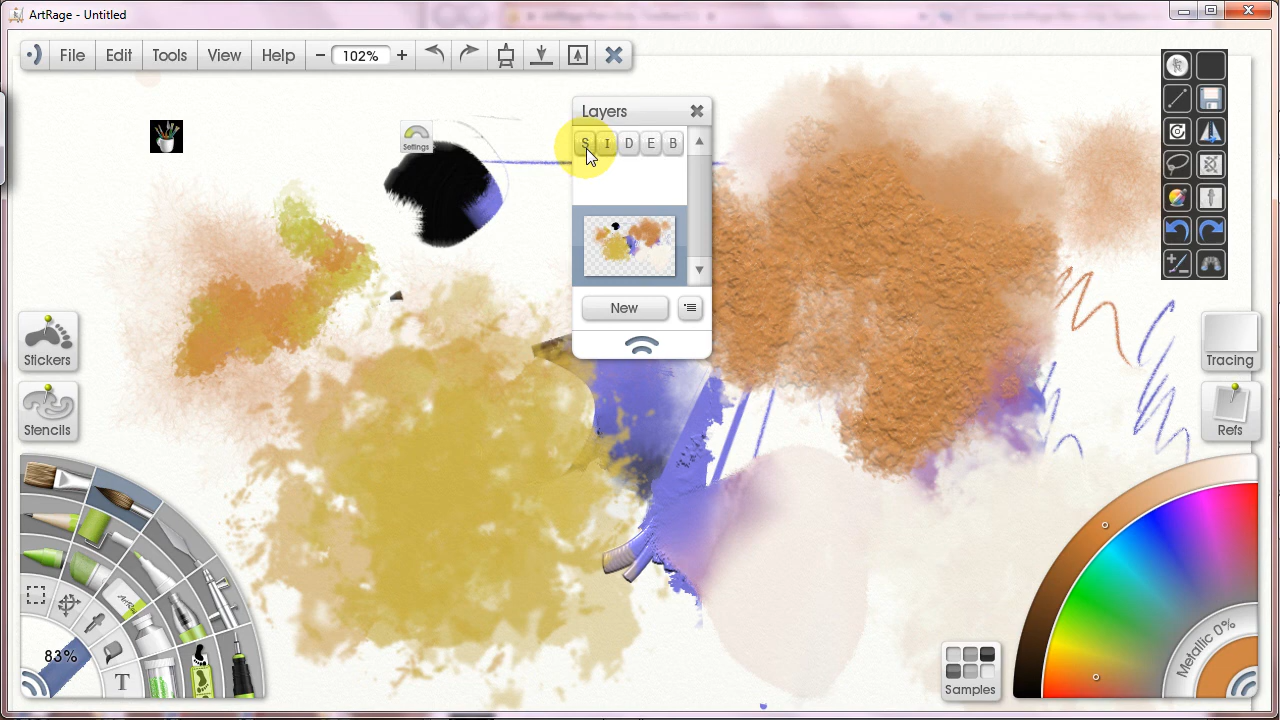 ArtRage - Untitled
File Edit Tools View Help − 102% +
Layers
Settings
S I D E B
New
Stickers
Tracing
Stencils
Refs
83%
T
Metallic 0%
Samples